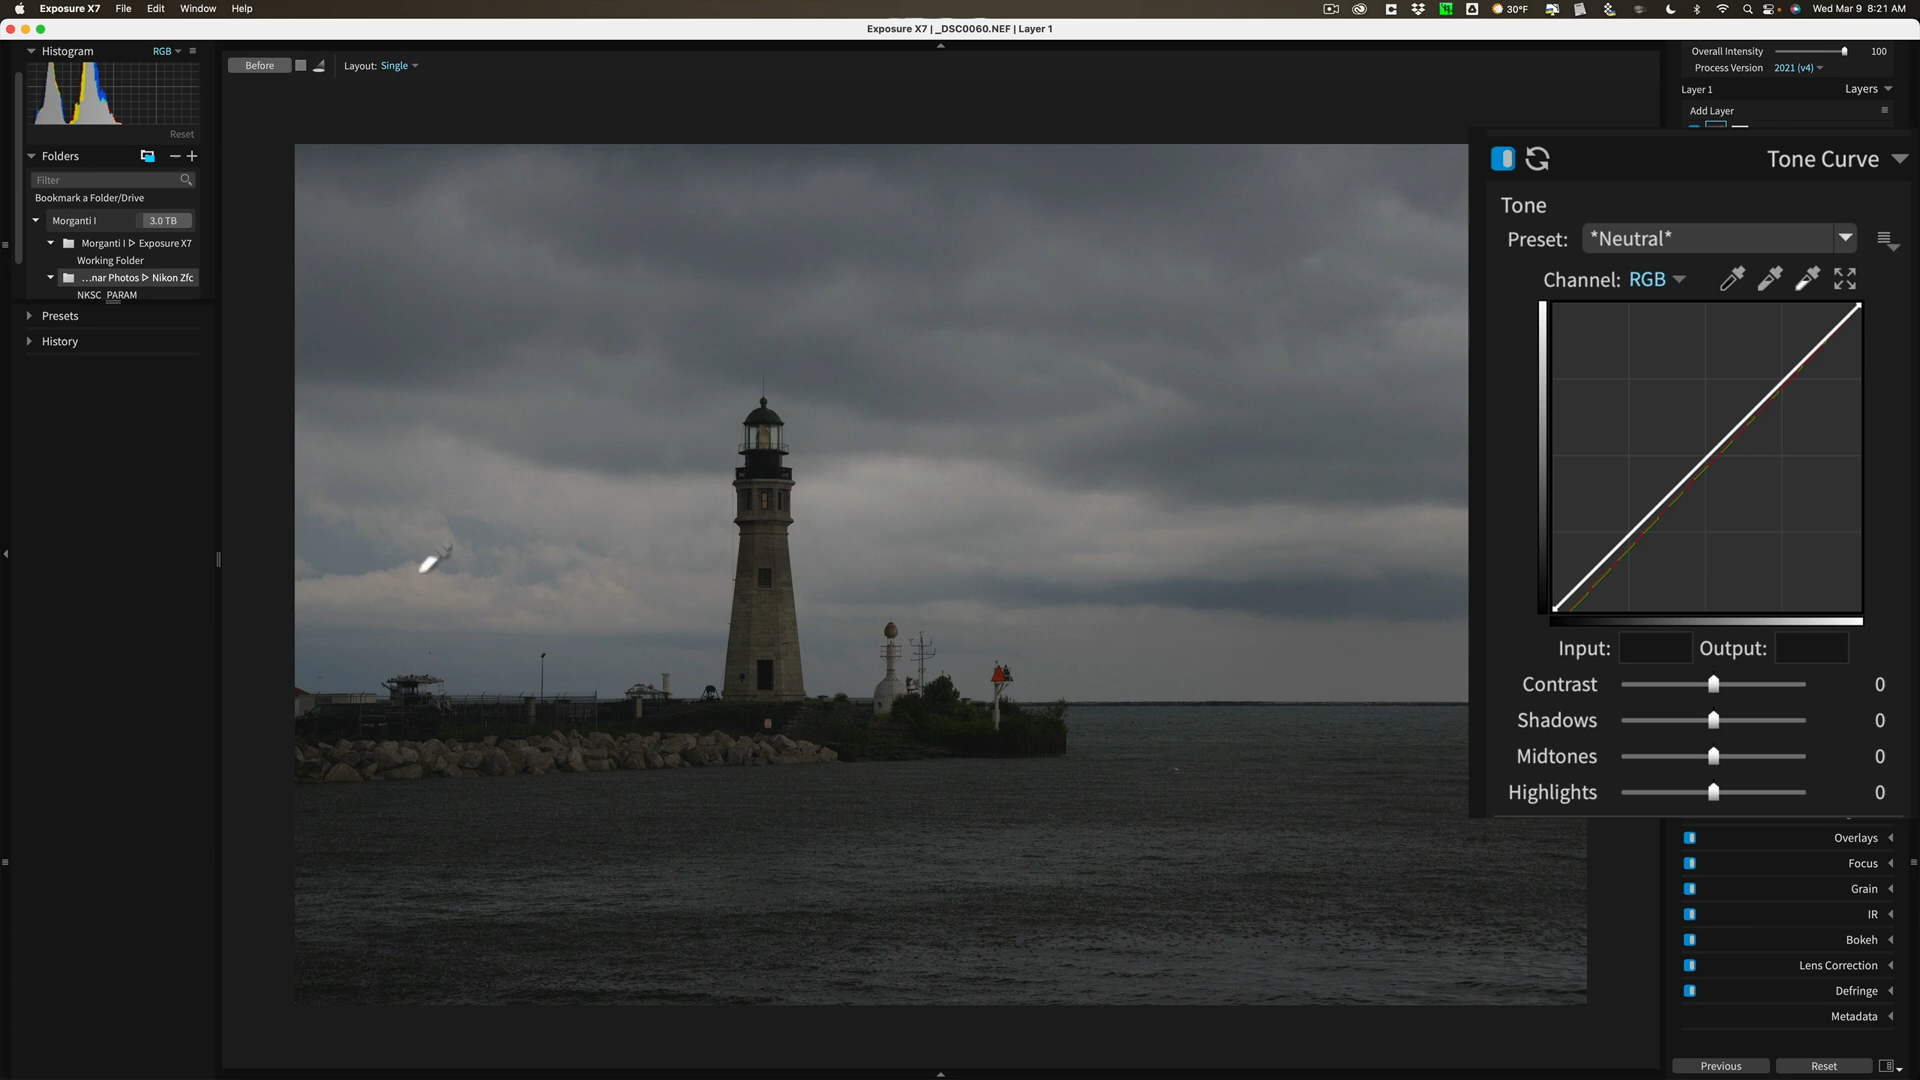 Exposure X7 File Edit Window Help 30°F Wed Mar 9 8:21 AM
Exposure X7 | _DSC0060.NEF | Layer 1
Histogram RGB
Reset
Folders
Filter
Bookmark a Folder/Drive
Morganti I 3.0 TB
Morganti I ▷ Exposure X7
Working Folder
...nar Photos ▷ Nikon Zfc
NKSC_PARAM
Presets
History
Before Layout: Single
Overall Intensity 100
Process Version 2021 (v4)
Layer 1 Layers
Add Layer
Tone Curve
Tone
Preset: *Neutral*
Channel: RGB
Input: Output:
Contrast 0
Shadows 0
Midtones 0
Highlights 0
Overlays
Focus
Grain
IR
Bokeh
Lens Correction
Defringe
Metadata
Previous Reset